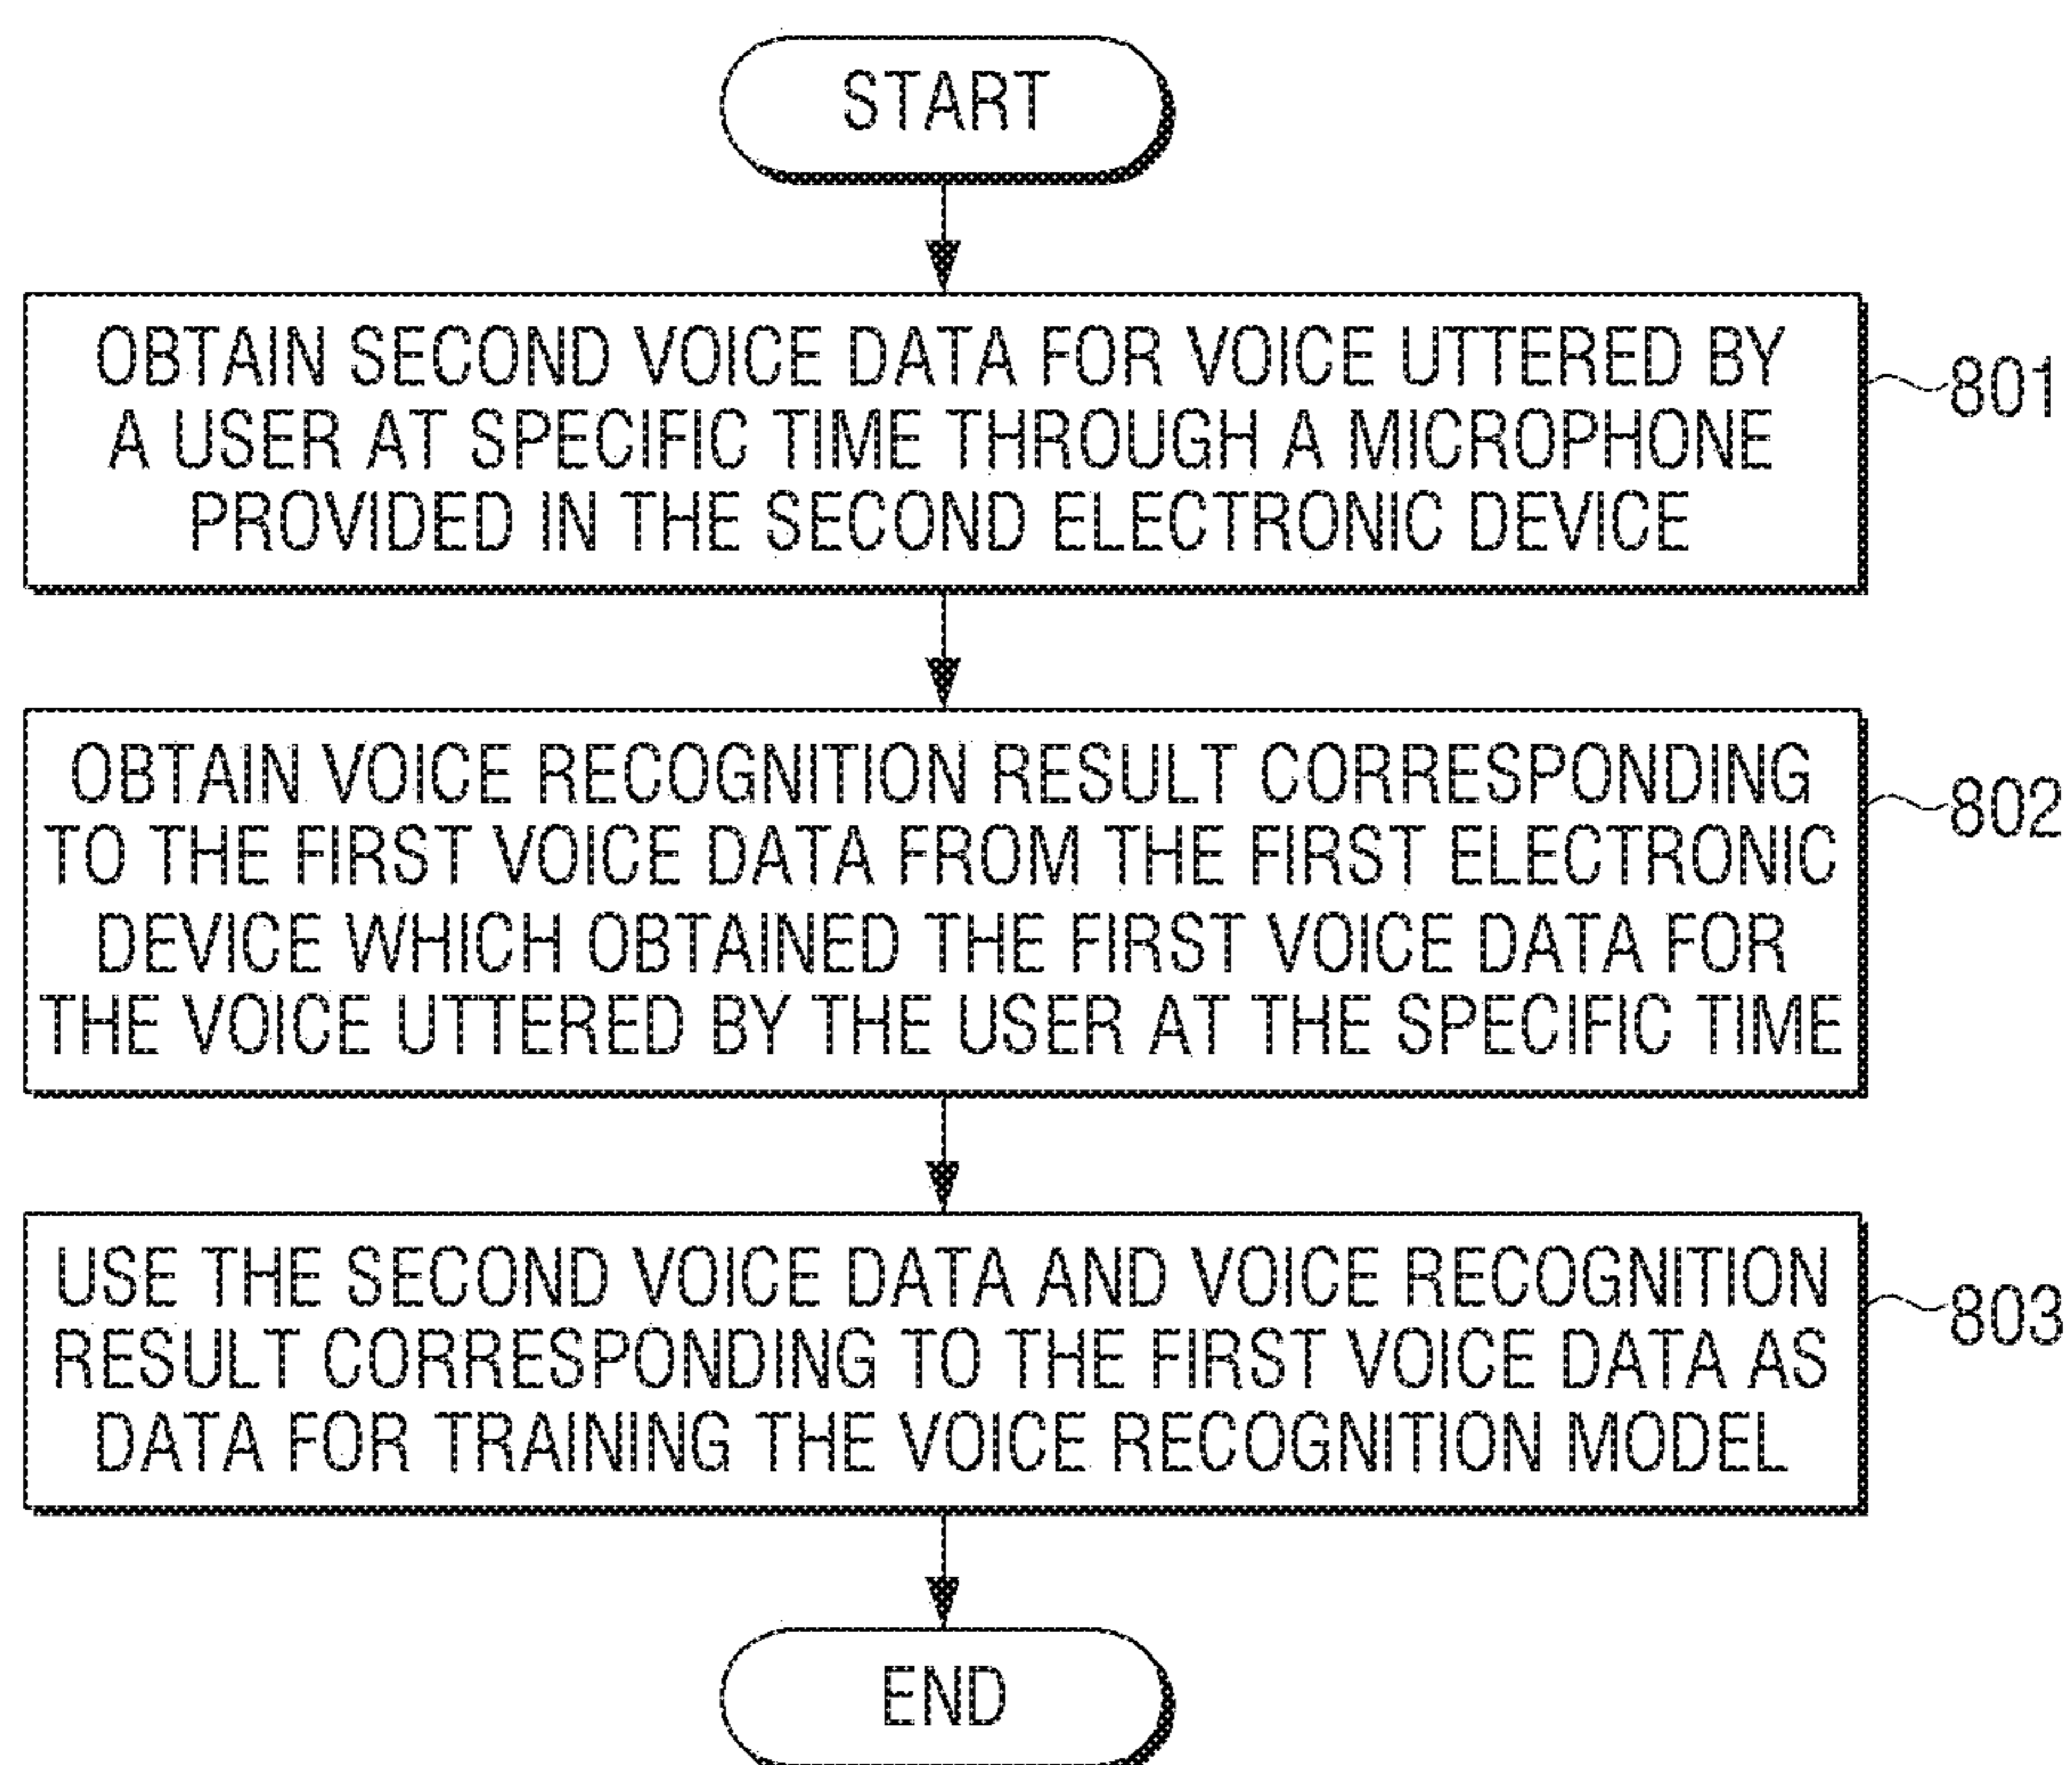 START
OBTAIN SECOND VOICE DATA FOR VOICE UTTERED BY
A USER AT SPECIFIC TIME THROUGH A MICROPHONE
PROVIDED IN THE SECOND ELECTRONIC DEVICE
801
OBTAIN VOICE RECOGNITION RESULT CORRESPONDING
TO THE FIRST VOICE DATA FROM THE FIRST ELECTRONIC
DEVICE WHICH OBTAINED THE FIRST VOICE DATA FOR
THE VOICE UTTERED BY THE USER AT THE SPECIFIC TIME
802
USE THE SECOND VOICE DATA AND VOICE RECOGNITION
RESULT CORRESPONDING TO THE FIRST VOICE DATA AS
DATA FOR TRAINING THE VOICE RECOGNITION MODEL
803
END